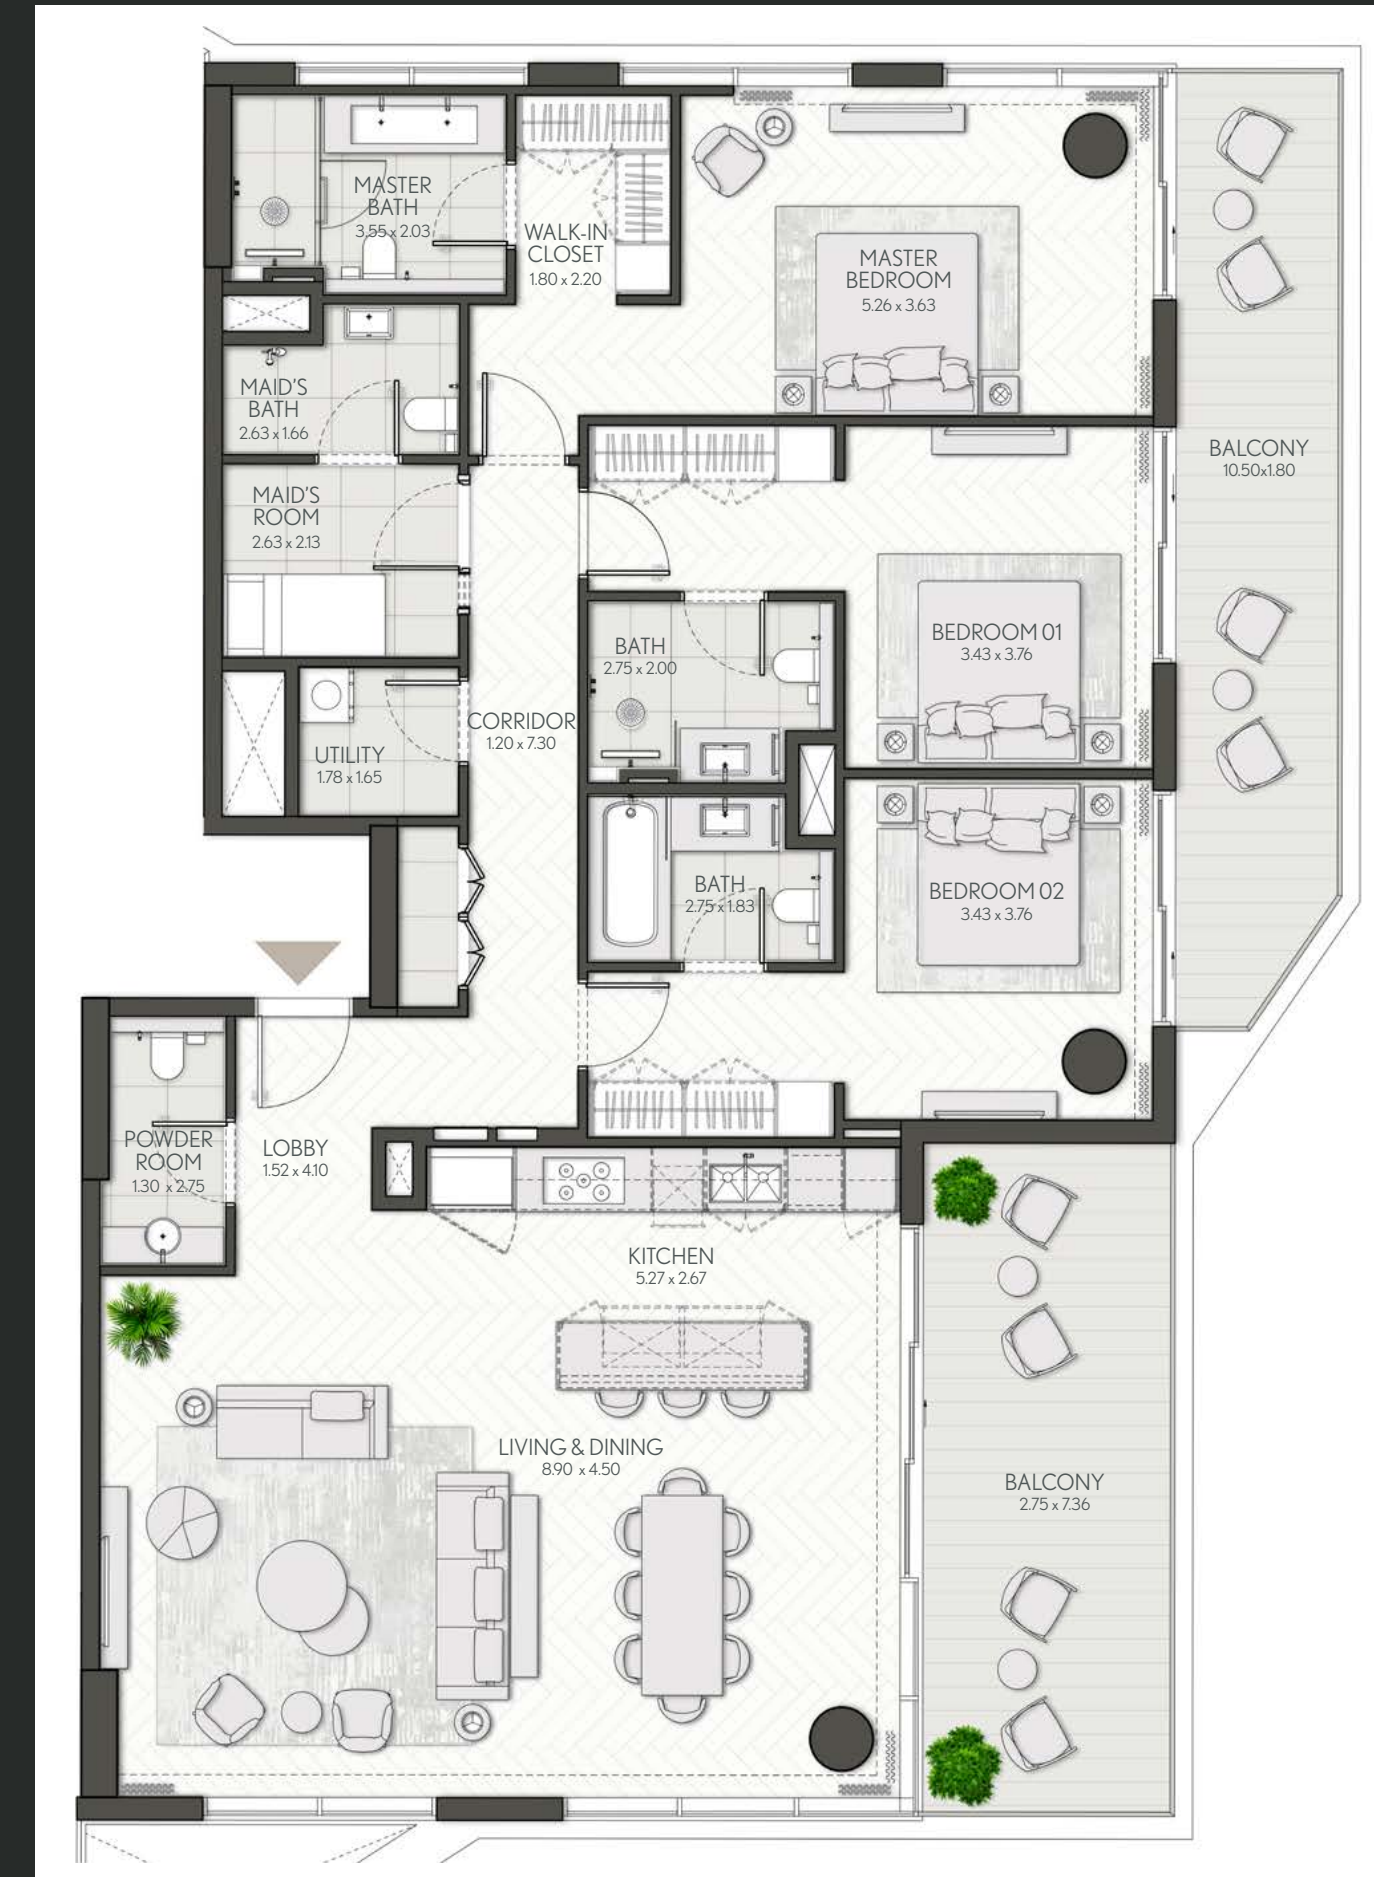 MASTER
BATH
3.55 x 2.03
WALK-IN
CLOSET
1.80 x 2.20
MASTER
BEDROOM
5.26 x 3.63
MAID'S
BATH
2.63 x 1.66
BALCONY
10.50x1.80
MAID'S
ROOM
2.63 x 2.13
BATH
2.75 x 2.00
BEDROOM 01
3.43 x 3.76
CORRIDOR
1.20 x 7.30
UTILITY
1.78 x 1.65
BATH
2.75 x 1.83
BEDROOM 02
3.43 x 3.76
POWDER
ROOM
1.30 x 2.75
LOBBY
1.52 x 4.10
KITCHEN
5.27 x 2.67
LIVING & DINING
8.90 x 4.50
BALCONY
2.75 x 7.36